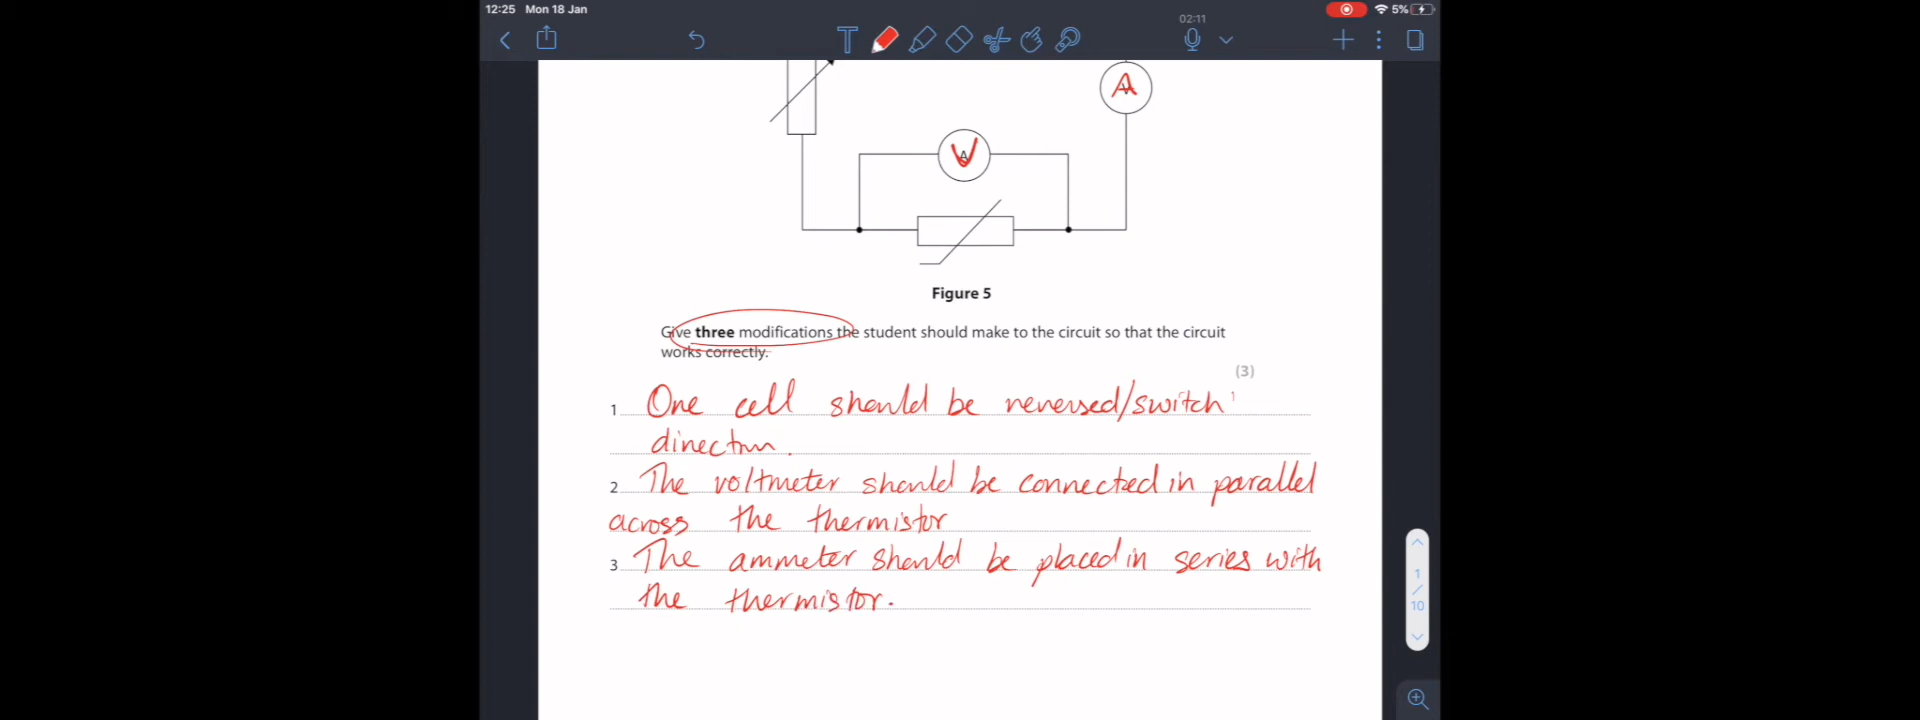 12:25 Mon 18 Jan
5%
02:11
T
A
V
Figure 5
Give three modifications the student should make to the circuit so that the circuit
works correctly.
(3)
1 One cell should be reversed/switch
direction.
2 The voltmeter should be connected in parallel
across the thermistor
3 The ammeter should be placed in series with
the thermistor.
1
/
10